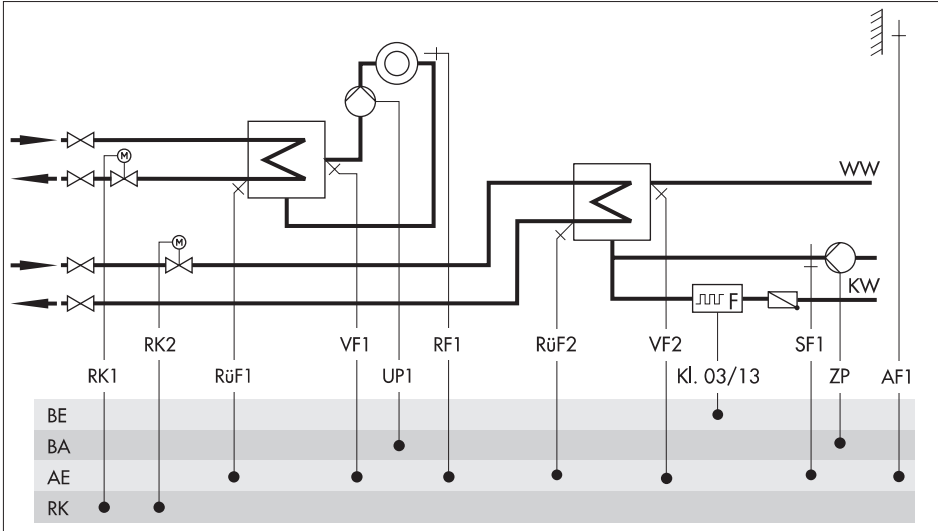 M
WW
M
KW
F
RK2 VF1 RF1 RüF2 VF2 SF1
RK1 RüF1 UP1 Kl. 03/13 ZP AF1
BE
BA
AE
RK